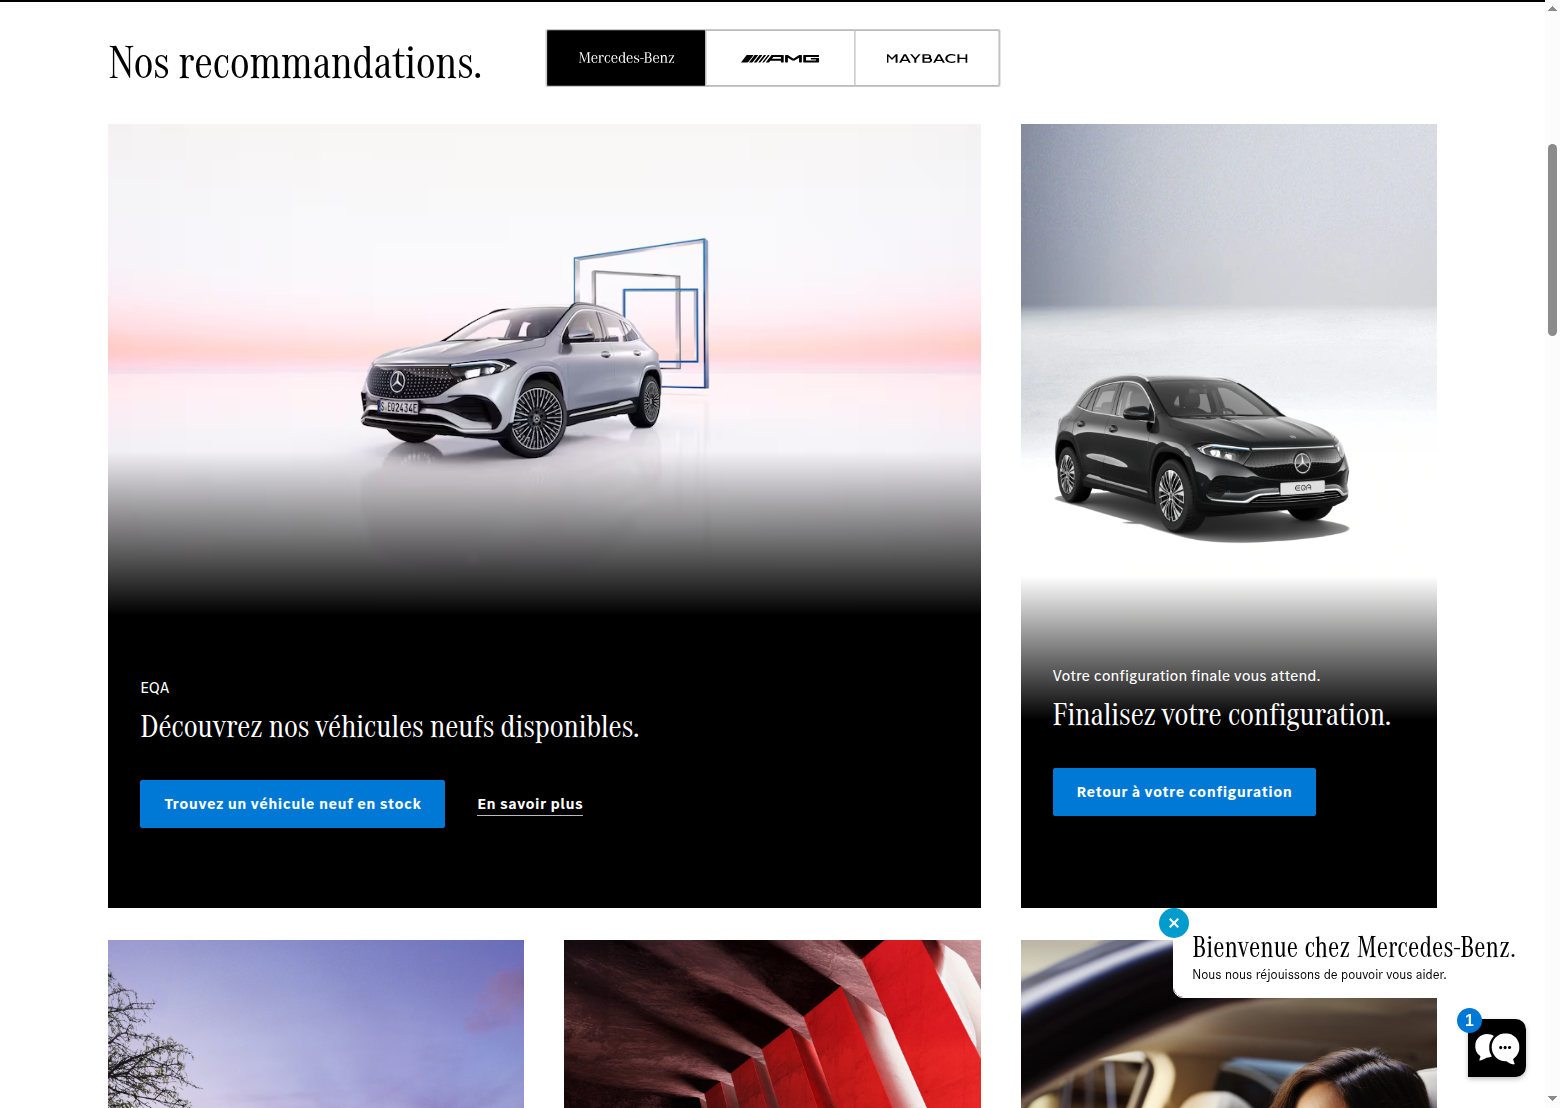 Nos recommandations.
Mercedes-Benz
AMG
MAYBACH
S·EQ2434E
EQA
EQA
Découvrez nos véhicules neufs disponibles.
Trouvez un véhicule neuf en stock
En savoir plus
Votre configuration finale vous attend.
Finalisez votre configuration.
Retour à votre configuration
Bienvenue chez Mercedes-Benz.
Nous nous réjouissons de pouvoir vous aider.
1